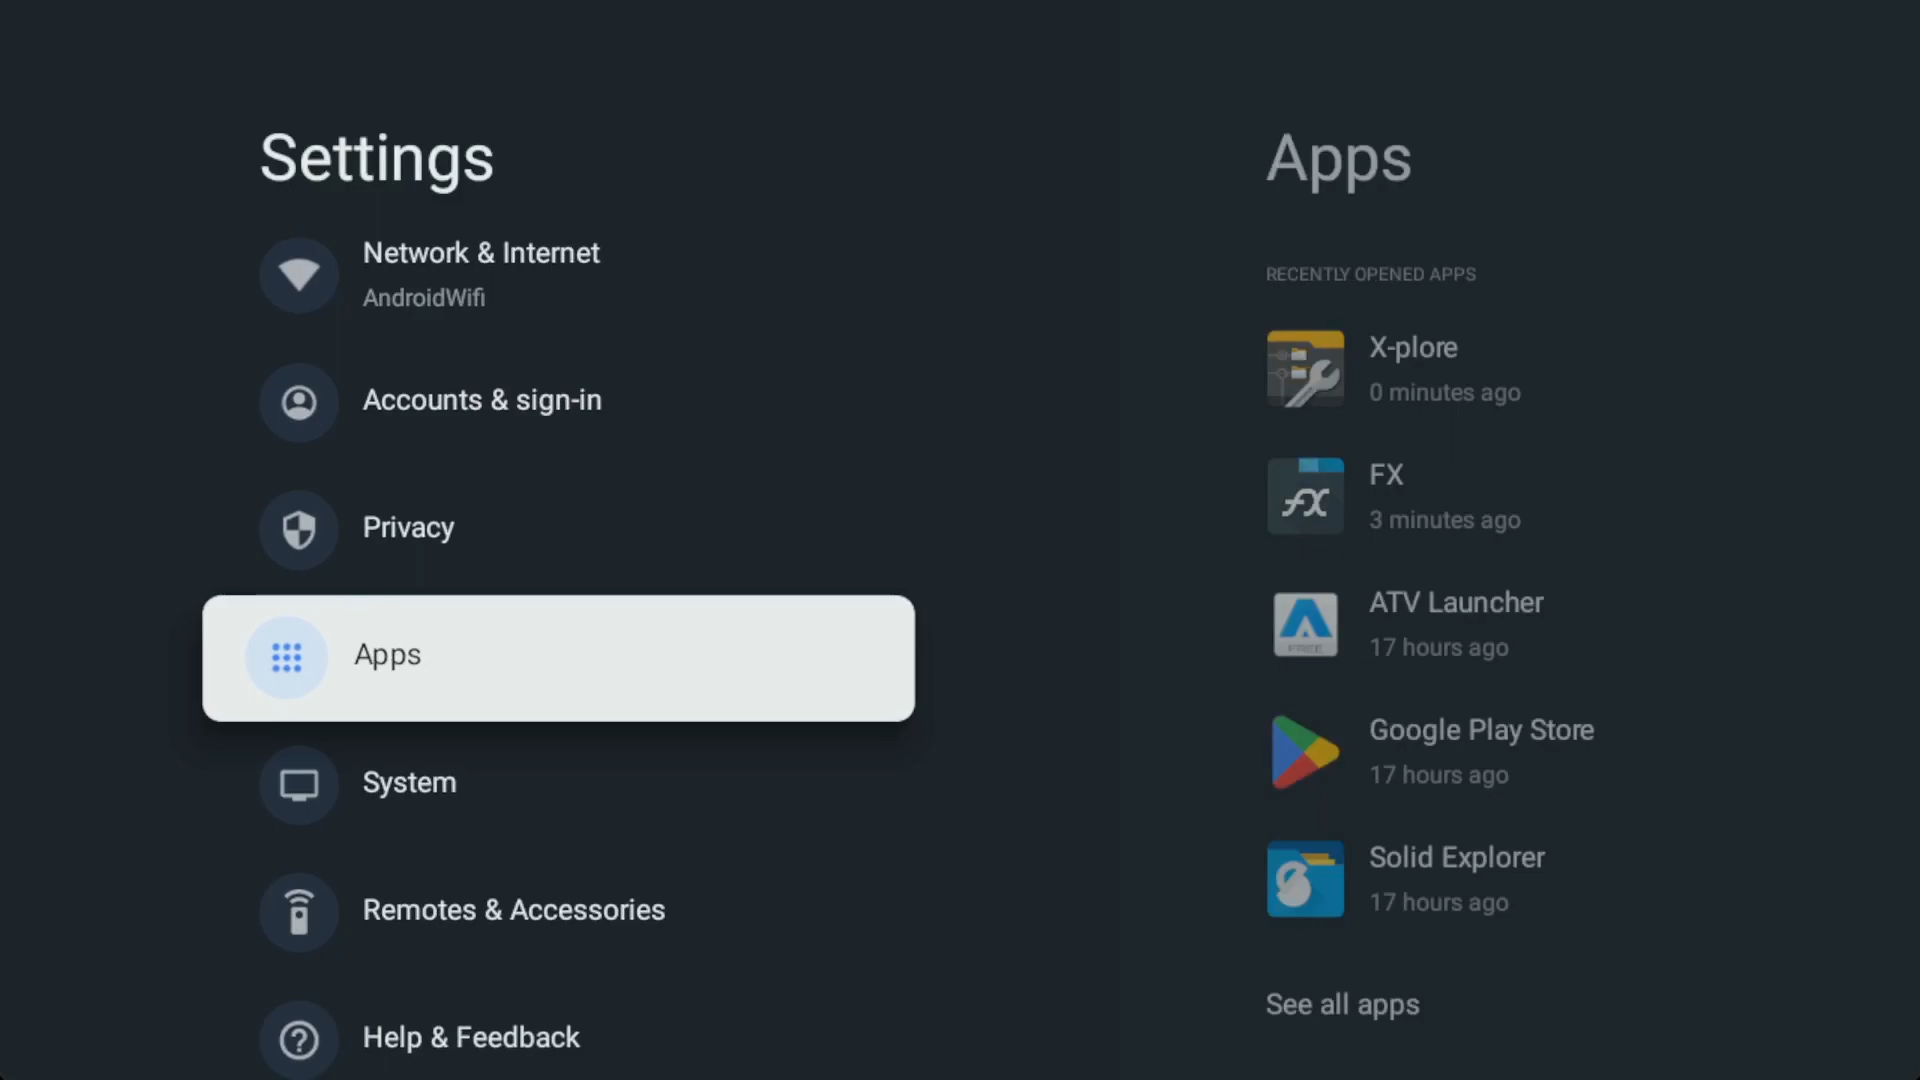 Settings
Network & Internet
AndroidWifi
Accounts & sign-in
Privacy
Apps
System
Remotes & Accessories
Help & Feedback
Apps
RECENTLY OPENED APPS
X-plore
0 minutes ago
FX
FX
3 minutes ago
FREE
ATV Launcher
17 hours ago
Google Play Store
17 hours ago
Solid Explorer
17 hours ago
See all apps